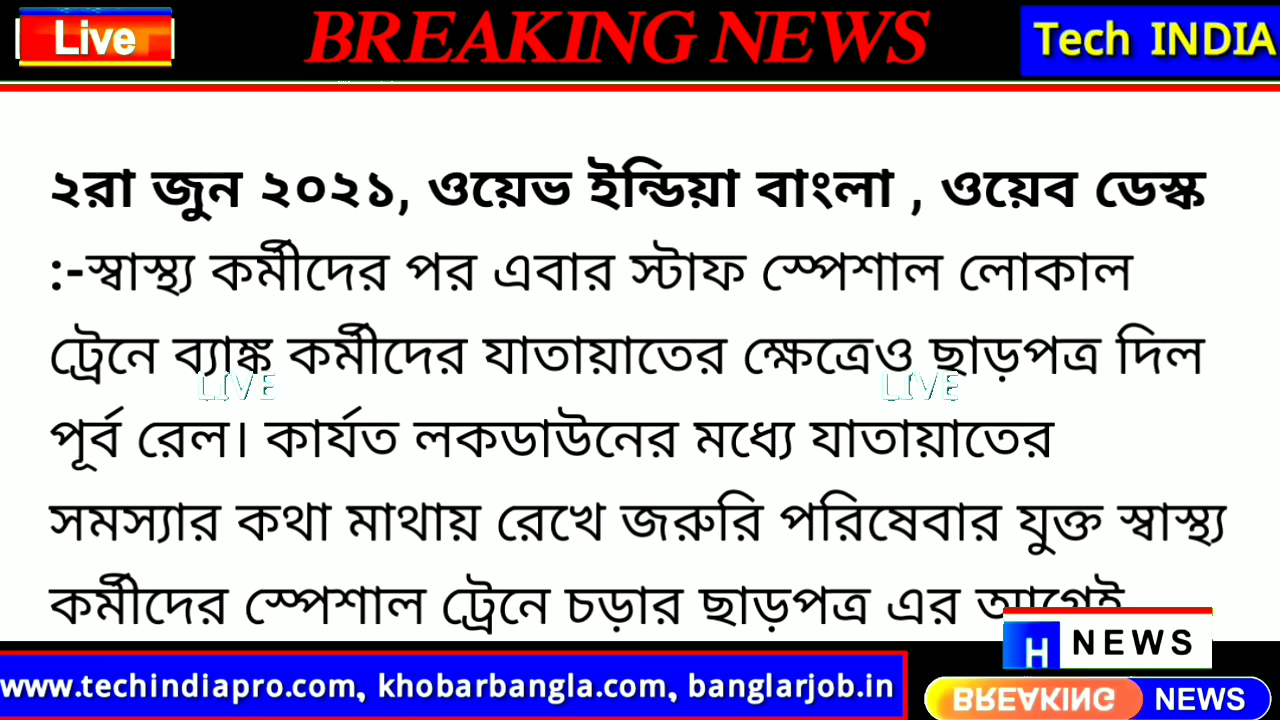 Live
BREAKING NEWS
Tech INDIA
২রা জুন ২০২১, ওয়েভ ইন্ডিয়া বাংলা , ওয়েব ডেস্ক
:-স্বাস্থ্য কর্মীদের পর এবার স্টাফ স্পেশাল লোকাল
ট্রেনে ব্যাঙ্ক কর্মীদের যাতায়াতের ক্ষেত্রেও ছাড়পত্র দিল
LIVE LIVE
পূর্ব রেল। কার্যত লকডাউনের মধ্যে যাতায়াতের
সমস্যার কথা মাথায় রেখে জরুরি পরিষেবার যুক্ত স্বাস্থ্য
কর্মীদের স্পেশাল ট্রেনে চড়ার ছাড়পত্র এর আগেই
H NEWS
www.techindiapro.com, khobarbangla.com, banglarjob.in
BREAKING NEWS